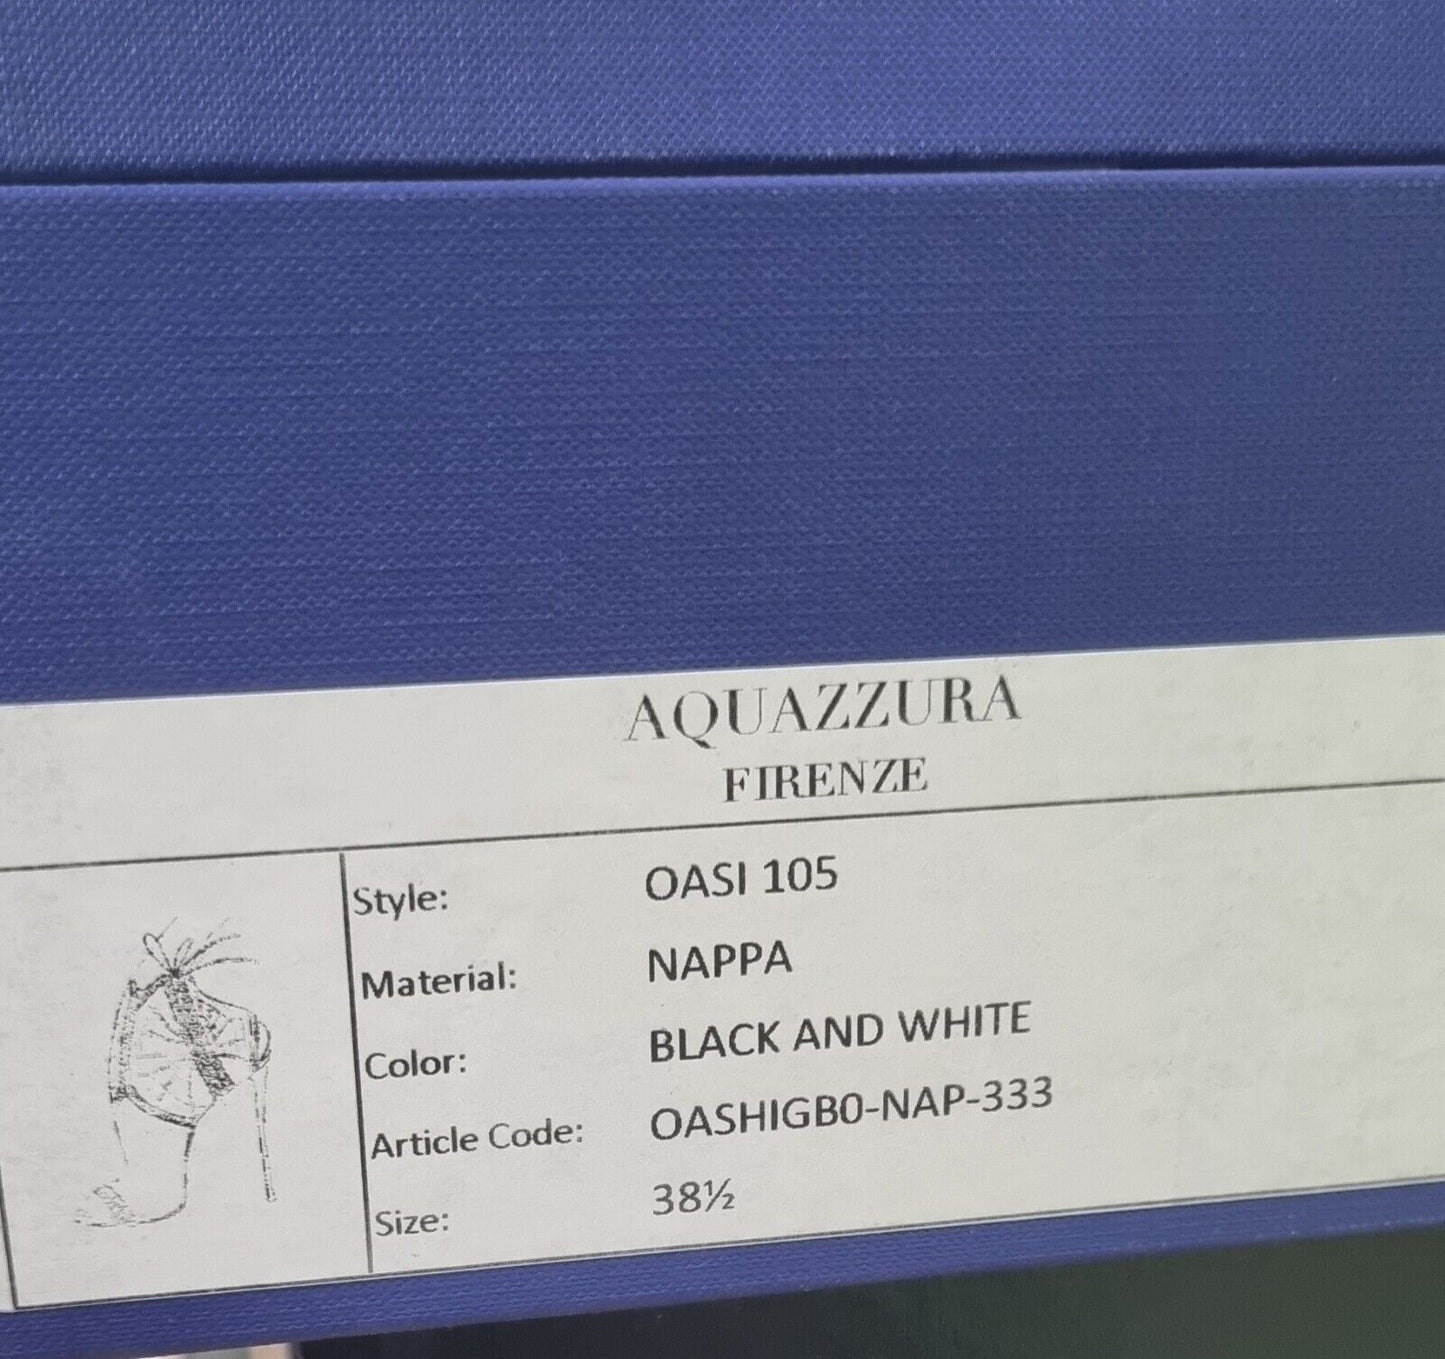 AQUAZZURA
FIRENZE
Style: OASI 105
Material: NAPPA
Color: BLACK AND WHITE
Article Code: OASHIGB0-NAP-333
Size: 38½